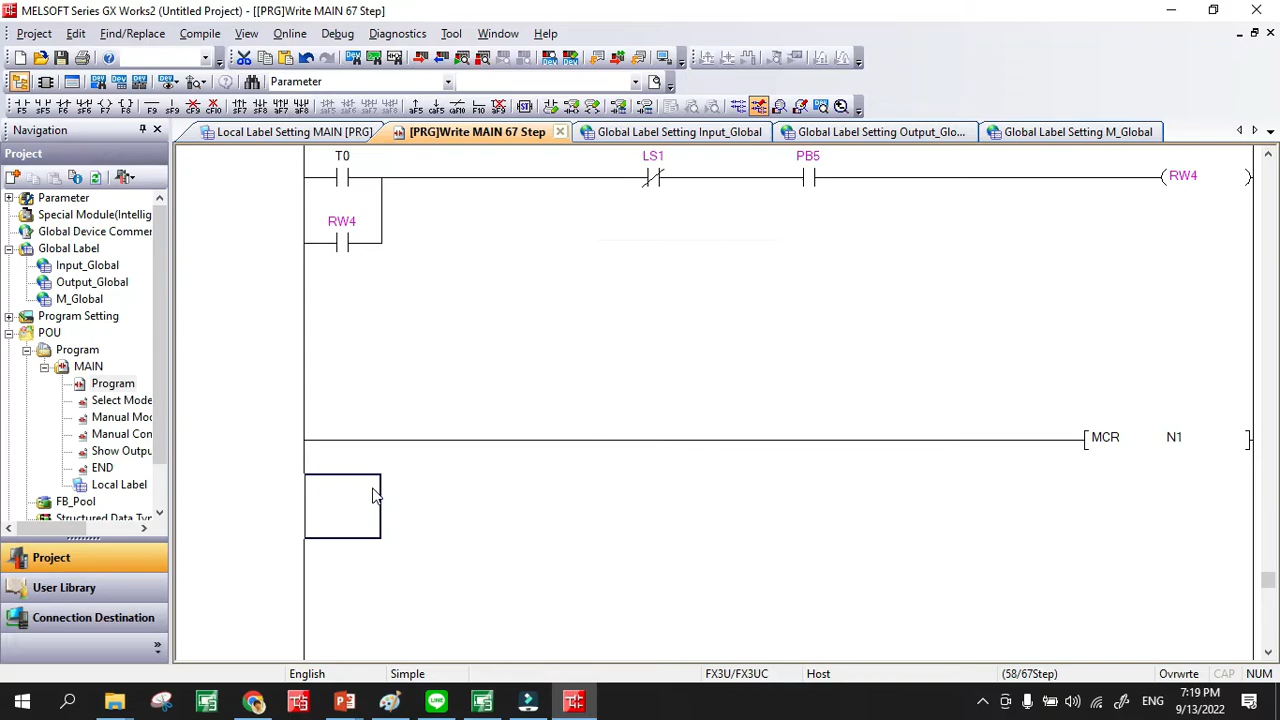 MELSOFT Series GX Works2 (Untitled Project) - [[PRG]Write MAIN 67 Step]
Project Edit Find/Replace Compile View Online Debug Diagnostics Tool Window Help
Parameter
Navigation
Local Label Setting MAIN [PRG] [PRG]Write MAIN 67 Step Global Label Setting Input_Global Global Label Setting Output_Glo... Global Label Setting M_Global
Project
T0 LS1 PB5
RW4
RW4
Parameter
Special Module(Intellig
Global Device Comme
Global Label
Input_Global
Output_Global
M_Global
Program Setting
POU
Program
MAIN
Program
Select Mode
Manual Mo
Manual Con
Show Outpu
END
Local Label
FB_Pool
Structured Data Typ
MCR N1
Project
User Library
Connection Destination
English Simple FX3U/FX3UC Host (58/67Step) Ovrwrte CAP NUM
ENG
7:19 PM
9/13/2022